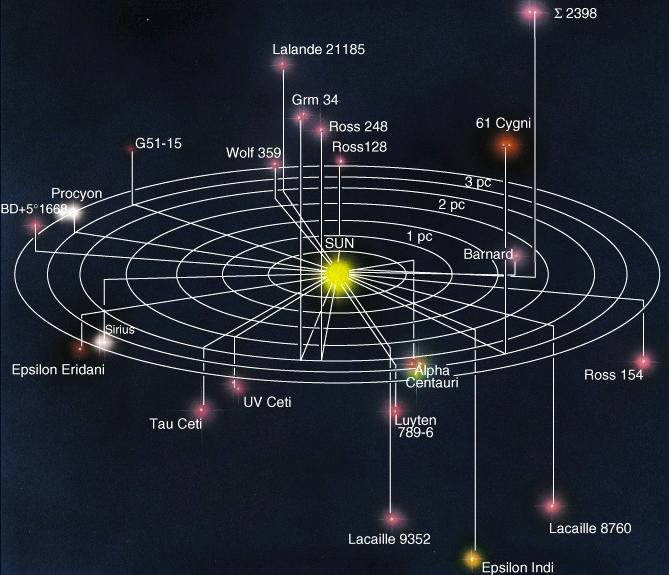 Σ 2398
Lalande 21185
Grm 34
Ross 248
61 Cygni
G51-15
Wolf 359
Ross128
3 pc
Procyon
2 pc
BD+5°1668
1 pc
SUN
Barnard
Sirius
Epsilon Eridani
Alpha
Centauri
Ross 154
UV Ceti
Tau Ceti
Luyten
789-6
Lacaille 9352
Lacaille 8760
Epsilon Indi